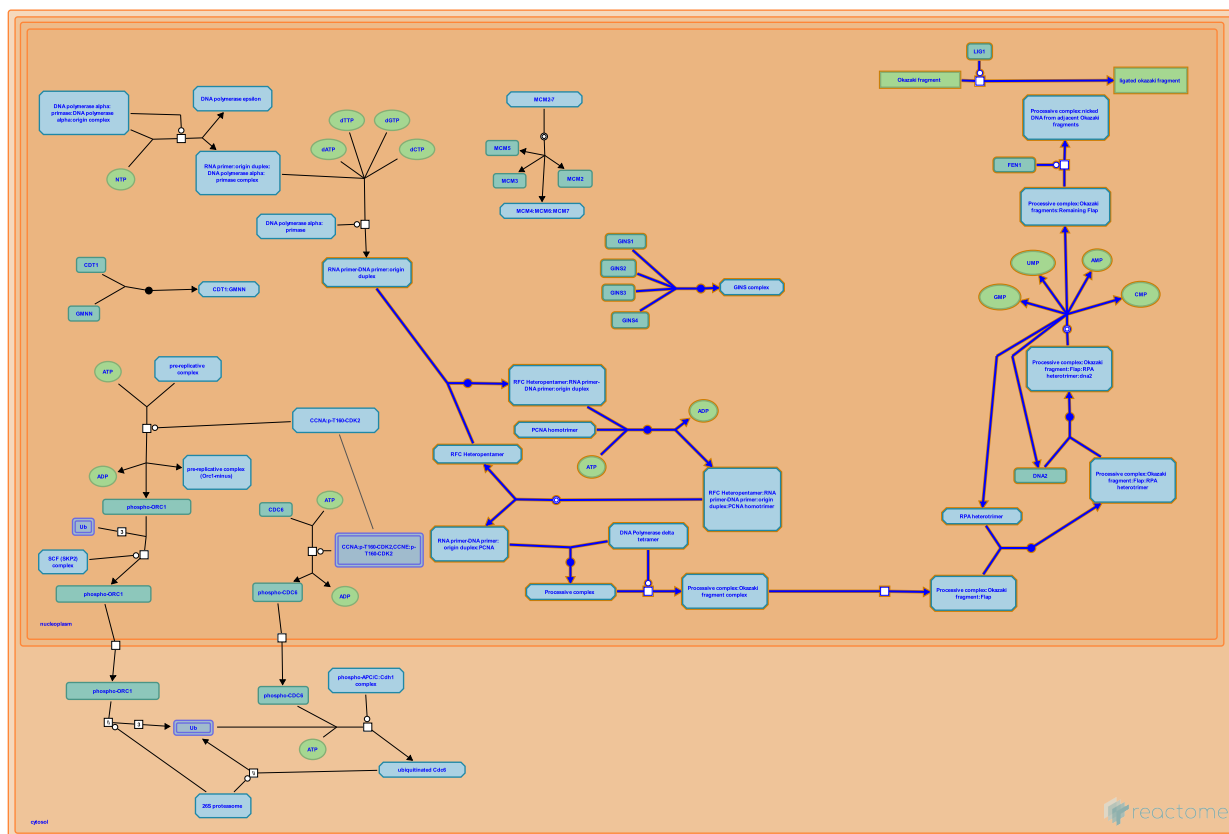 LIG1
Okazaki fragment
ligated okazaki fragment
DNA polymerase alpha:
primase:DNA polymerase
alpha:origin complex
DNA polymerase epsilon
NTP
RNA primer:origin duplex:
DNA polymerase alpha:
primase complex
dTTP
dGTP
dATP
dCTP
DNA polymerase alpha:
primase
RNA primer-DNA primer:origin
duplex
MCM2-7
MCM5
MCM3
MCM2
MCM4:MCM6:MCM7
Processive complex:nicked
DNA from adjacent Okazaki
fragments
FEN1
Processive complex:Okazaki
fragments:Remaining Flap
CDT1
GMNN
CDT1:GMNN
GINS1
GINS2
GINS3
GINS4
GINS complex
UMP
AMP
GMP
CMP
Processive complex:Okazaki
fragment:Flap:RPA
heterotrimer:dna2
ATP
pre-replicative
complex
CCNA:p-T160-CDK2
ADP
pre-replicative complex
(Orc1-minus)
phospho-ORC1
Ub
3
SCF (SKP2)
complex
phospho-ORC1
CDC6
ATP
CCNA:p-T160-CDK2,CCNE:p-
T160-CDK2
phospho-CDC6
ADP
RFC Heteropentamer:RNA primer-
DNA primer:origin duplex
PCNA homotrimer
ADP
ATP
RFC Heteropentamer
RFC Heteropentamer:RNA
primer-DNA primer:origin
duplex:PCNA homotrimer
RNA primer-DNA primer:
origin duplex:PCNA
DNA Polymerase delta
tetramer
Processive complex
Processive complex:Okazaki
fragment complex
DNA2
Processive complex:Okazaki
fragment:Flap:RPA
heterotrimer
RPA heterotrimer
Processive complex:Okazaki
fragment:Flap
nucleoplasm
phospho-ORC1
5
3
Ub
phospho-CDC6
phospho-APC/C:Cdh1
complex
ATP
9
ubiquitinated Cdc6
26S proteasome
cytosol
reactome